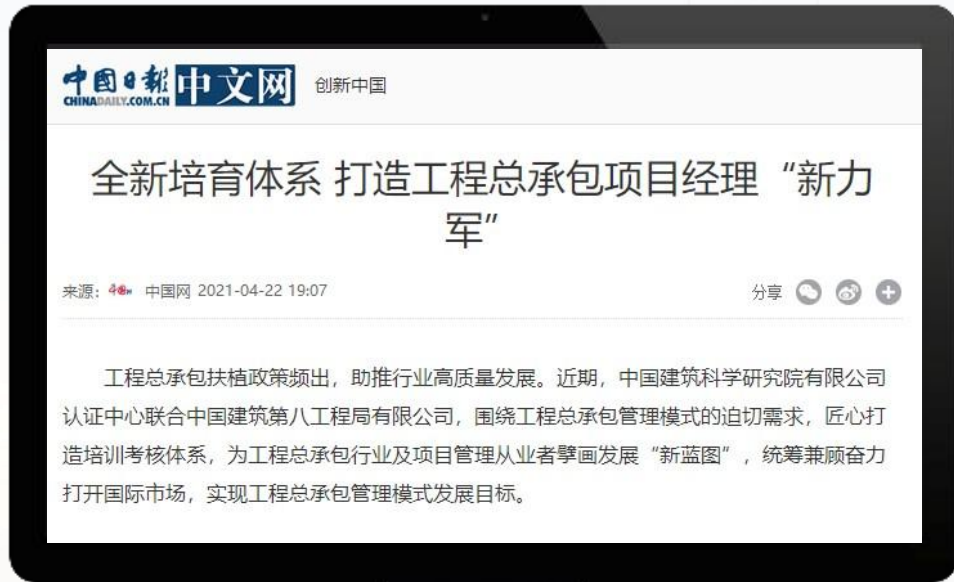 中国日报 中文网 创新中国
CHINADAILY.COM.CN
全新培育体系 打造工程总承包项目经理“新力
军”
来源： 中国网 2021-04-22 19:07 分享
工程总承包扶植政策频出，助推行业高质量发展。近期，中国建筑科学研究院有限公司
认证中心联合中国建筑第八工程局有限公司，围绕工程总承包管理模式的迫切需求，匠心打
造培训考核体系，为工程总承包行业及项目管理从业者擘画发展“新蓝图”，统筹兼顾奋力
打开国际市场，实现工程总承包管理模式发展目标。